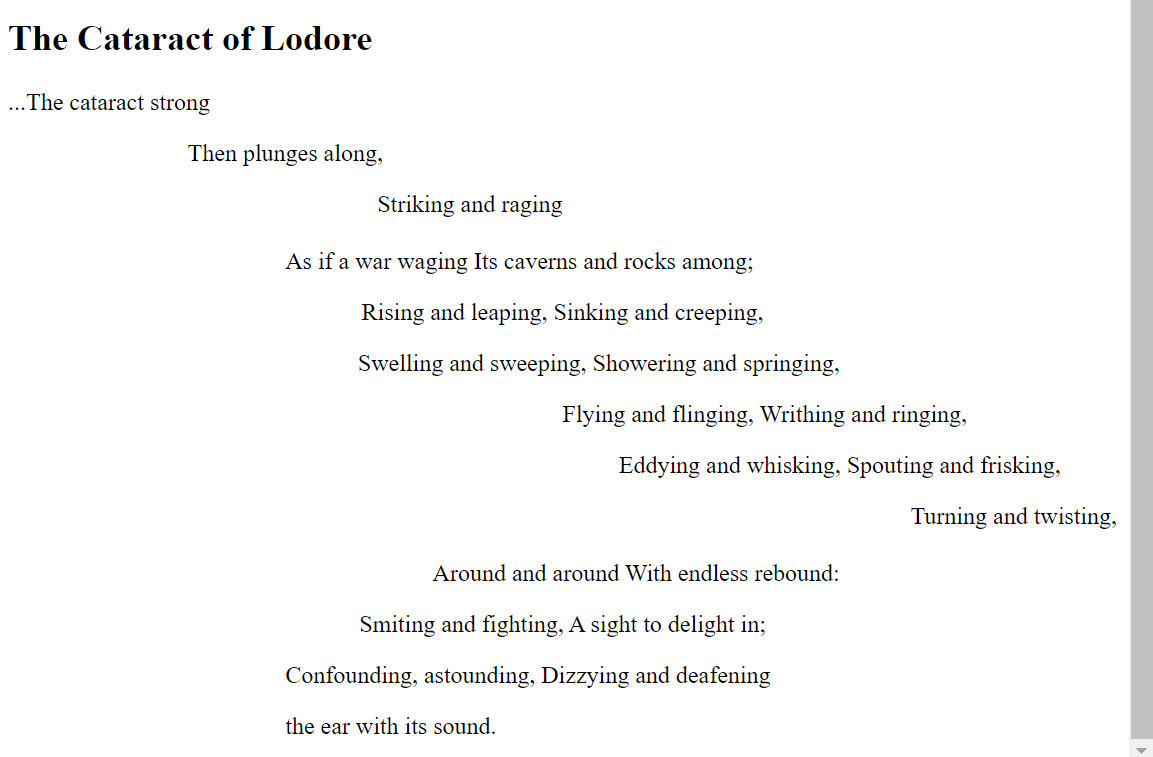 The Cataract of Lodore
...The cataract strong
Then plunges along,
Striking and raging
As if a war waging Its caverns and rocks among;
Rising and leaping, Sinking and creeping,
Swelling and sweeping, Showering and springing,
Flying and flinging, Writhing and ringing,
Eddying and whisking, Spouting and frisking,
Turning and twisting,
Around and around With endless rebound:
Smiting and fighting, A sight to delight in;
Confounding, astounding, Dizzying and deafening
the ear with its sound.